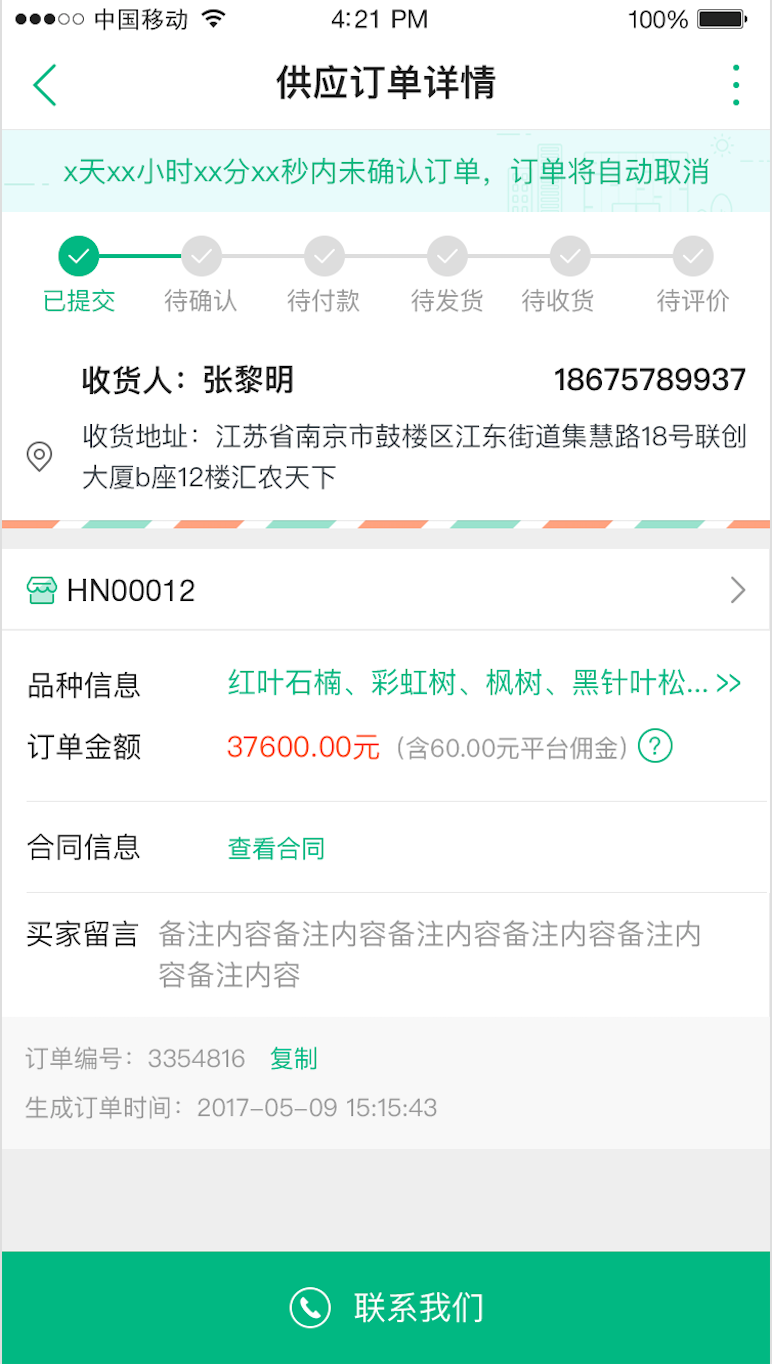 中国移动 4:21 PM 100%
供应订单详情
x天xx小时xx分xx秒内未确认订单，订单将自动取消
已提交 待确认 待付款 待发货 待收货 待评价
收货人：张黎明 18675789937
收货地址：江苏省南京市鼓楼区江东街道集慧路18号联创
大厦b座12楼汇农天下
HN00012
品种信息 红叶石楠、彩虹树、枫树、黑针叶松... >>
订单金额 37600.00元（含60.00元平台佣金）?
合同信息 查看合同
买家留言 备注内容备注内容备注内容备注内容备注内
容备注内容
订单编号：3354816 复制
生成订单时间：2017-05-09 15:15:43
联系我们